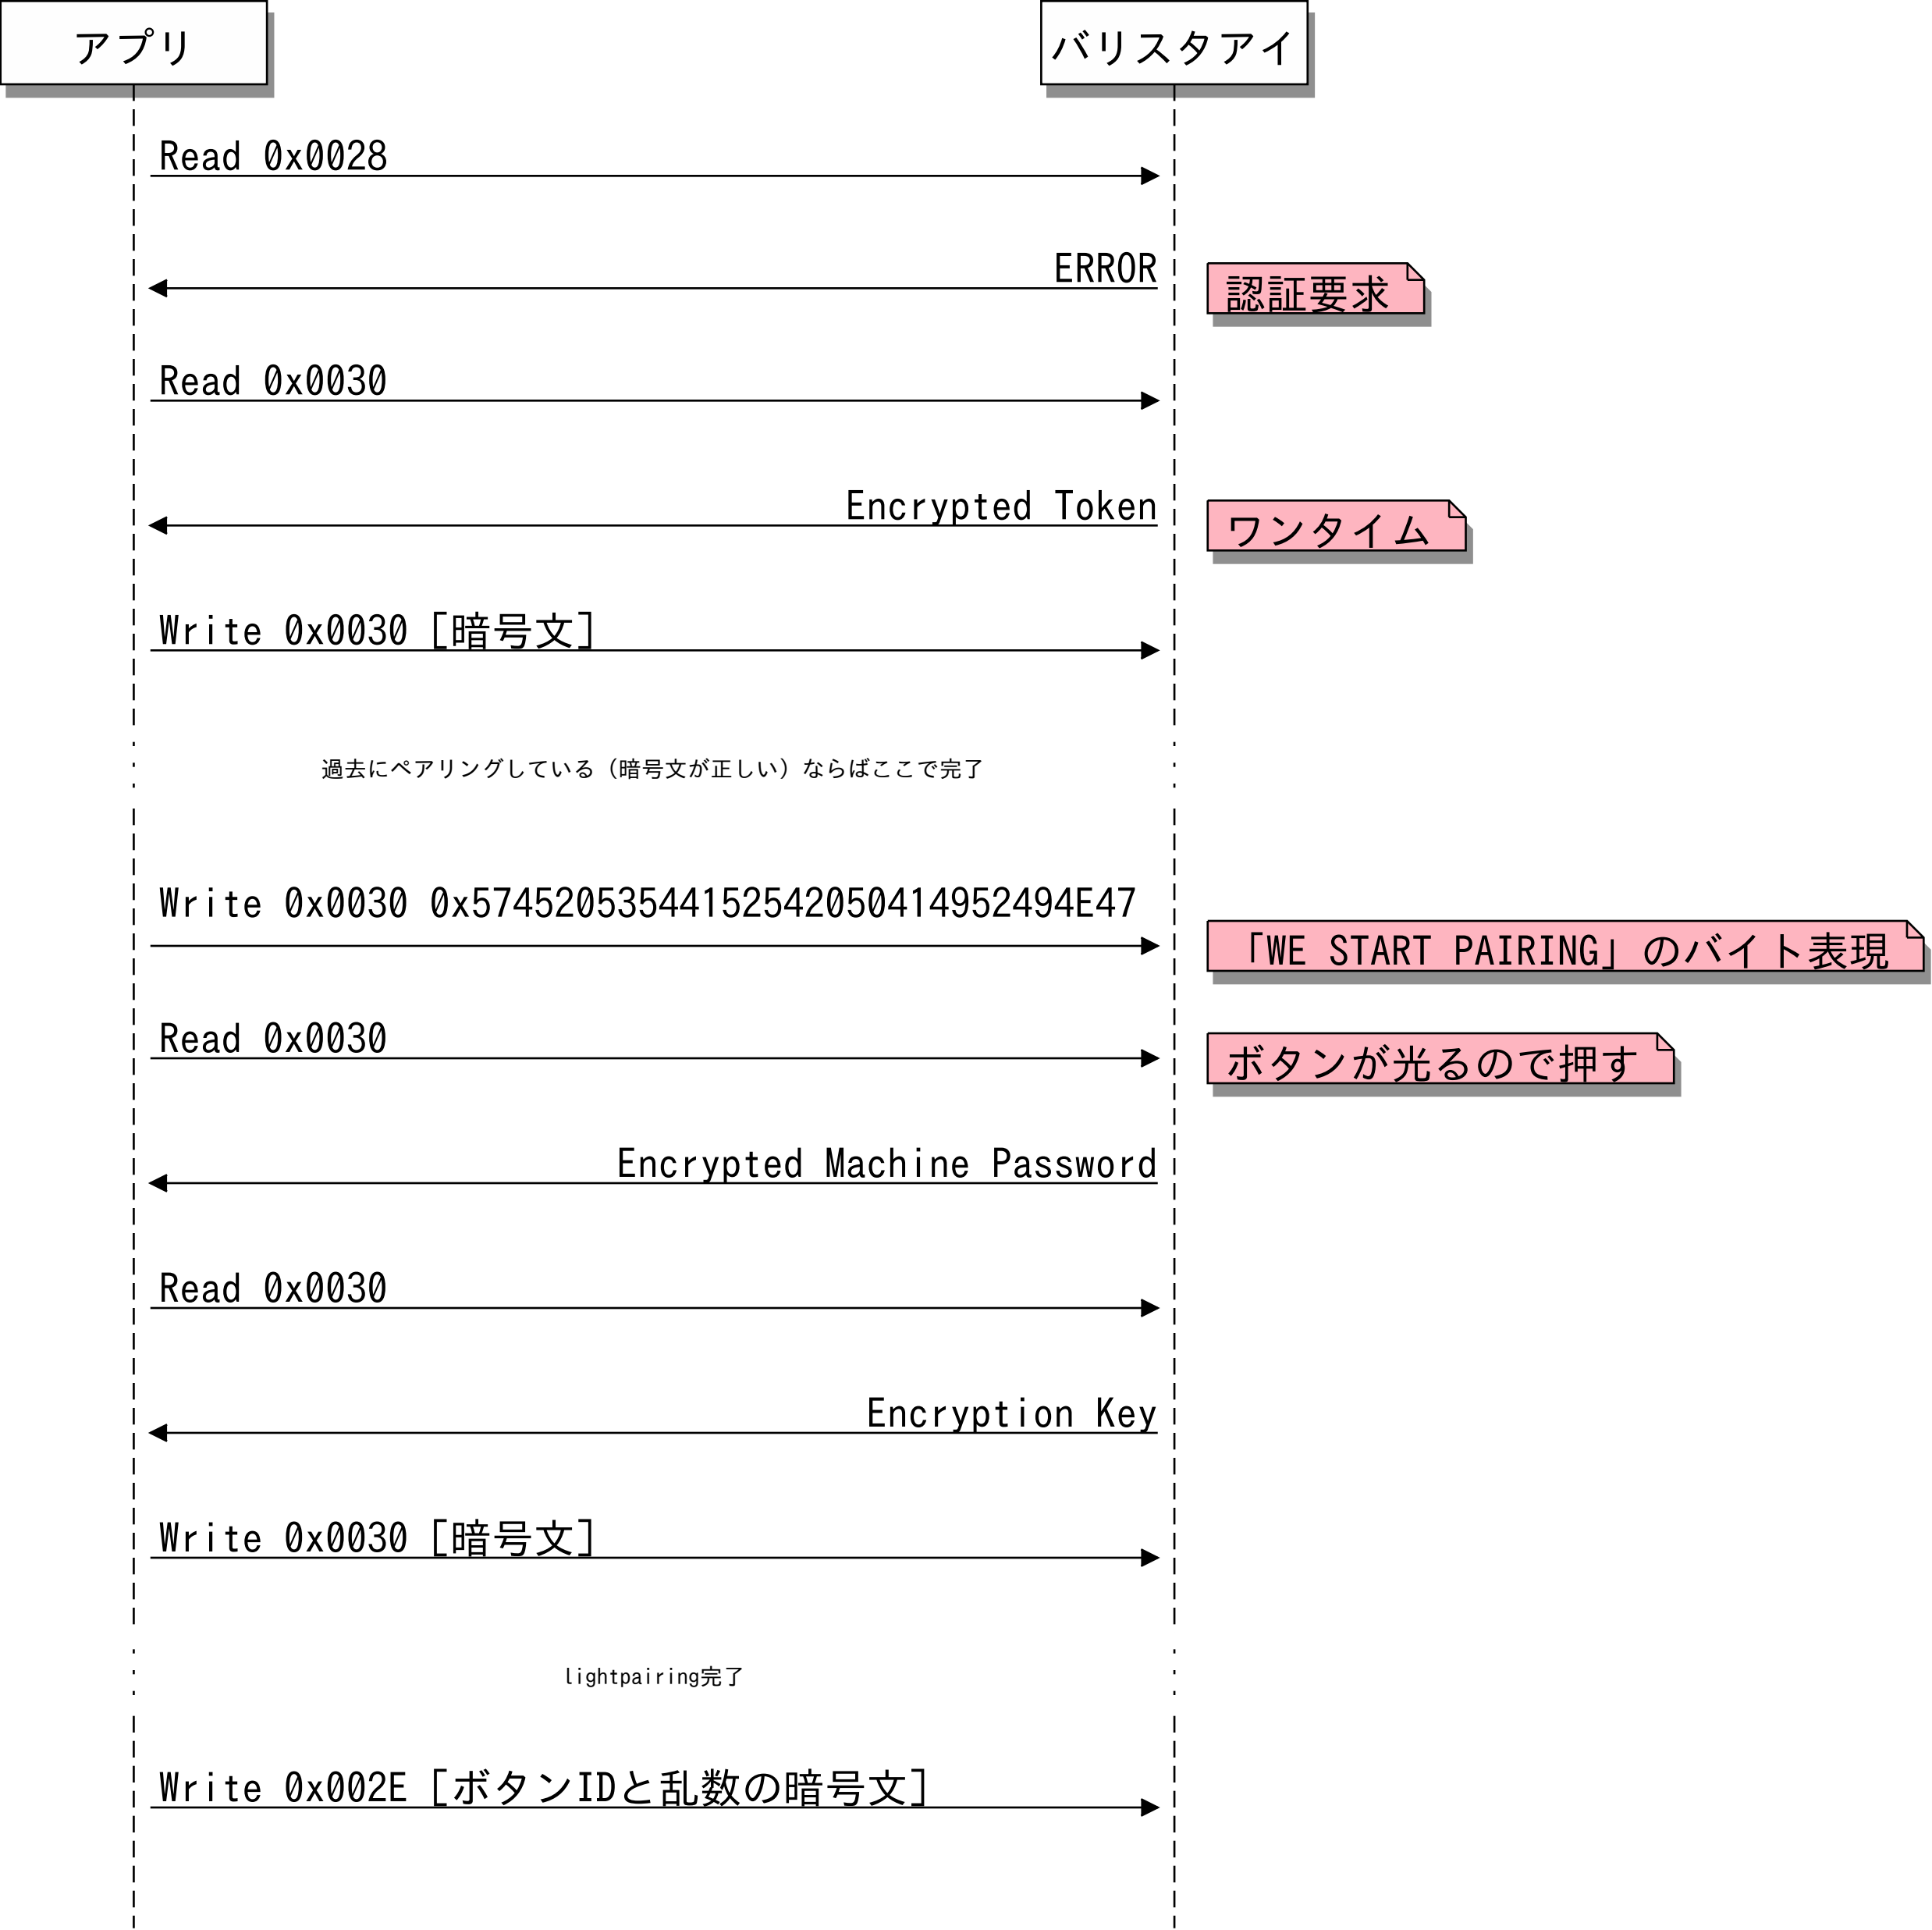 アプリ
バリスタアイ
Read 0x0028
ERROR
認証要求
Read 0x0030
Encrypted Token
ワンタイム
Write 0x0030 [暗号文]
過去にペアリングしている（暗号文が正しい）ならばここで完了
Write 0x0030 0x57452053544152542050414952494E47
「WE START PAIRING」のバイト表現
Read 0x0030
ボタンが光るので押す
Encrypted Machine Password
Read 0x0030
Encryption Key
Write 0x0030 [暗号文]
lightpairing完了
Write 0x002E [ボタンIDと乱数の暗号文]